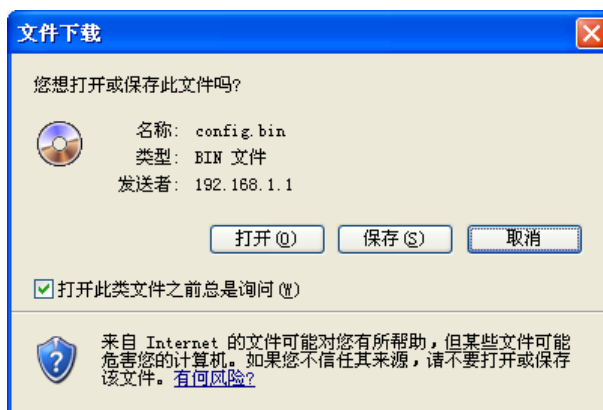 文件下载
您想打开或保存此文件吗?
名称: config.bin
类型: BIN 文件
发送者: 192.168.1.1
打开(O) 保存(S) 取消
打开此类文件之前总是询问(W)
来自 Internet 的文件可能对您有所帮助，但某些文件可能
危害您的计算机。如果您不信任其来源，请不要打开或保存
该文件。有何风险?